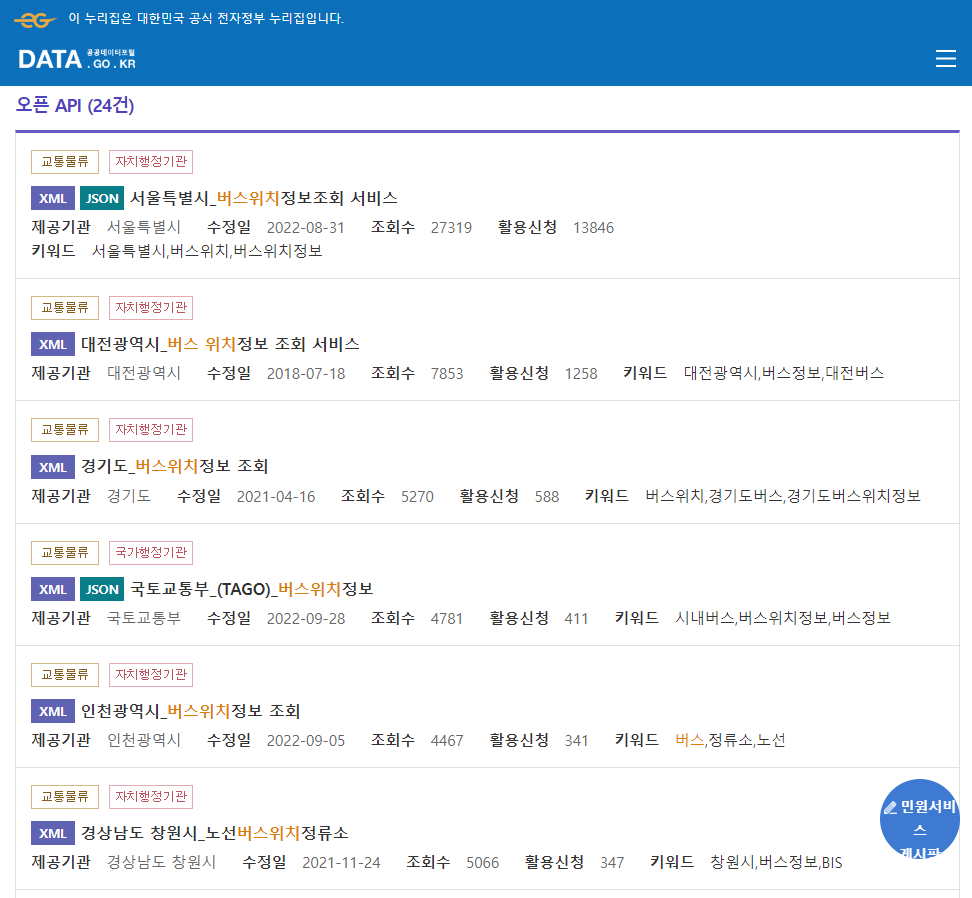 이 누리집은 대한민국 공식 전자정부 누리집입니다.
DATA 공공데이터포털 .GO.KR
오픈 API (24건)
교통물류 자치행정기관
XML JSON 서울특별시_버스위치정보조회 서비스
제공기관 서울특별시 수정일 2022-08-31 조회수 27319 활용신청 13846
키워드 서울특별시,버스위치,버스위치정보
교통물류 자치행정기관
XML 대전광역시_버스 위치정보 조회 서비스
제공기관 대전광역시 수정일 2018-07-18 조회수 7853 활용신청 1258 키워드 대전광역시,버스정보,대전버스
교통물류 자치행정기관
XML 경기도_버스위치정보 조회
제공기관 경기도 수정일 2021-04-16 조회수 5270 활용신청 588 키워드 버스위치,경기도버스,경기도버스위치정보
교통물류 국가행정기관
XML JSON 국토교통부_(TAGO)_버스위치정보
제공기관 국토교통부 수정일 2022-09-28 조회수 4781 활용신청 411 키워드 시내버스,버스위치정보,버스정보
교통물류 자치행정기관
XML 인천광역시_버스위치정보 조회
제공기관 인천광역시 수정일 2022-09-05 조회수 4467 활용신청 341 키워드 버스,정류소,노선
교통물류 자치행정기관
XML 경상남도 창원시_노선버스위치정류소
제공기관 경상남도 창원시 수정일 2021-11-24 조회수 5066 활용신청 347 키워드 창원시,버스정보,BIS
민원서비
스
게시판